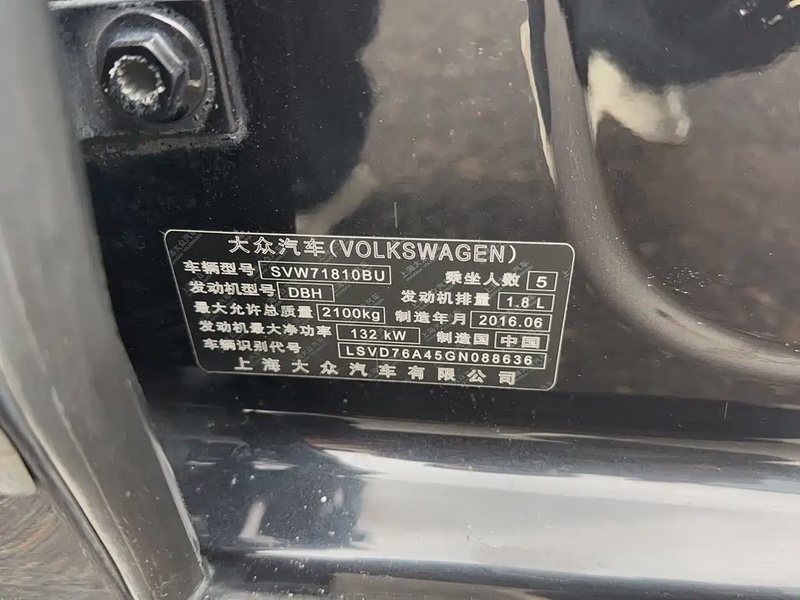 大众汽车(VOLKSWAGEN)
车辆型号 SVW71810BU 乘坐人数 5
发动机型号 DBH 发动机排量 1.8 L
最大允许总质量 2100kg 制造年月 2016.06
发动机最大净功率 132 kW 制造国 中国
车辆识别代号 LSVD76A45GN088636
上海大众汽车有限公司